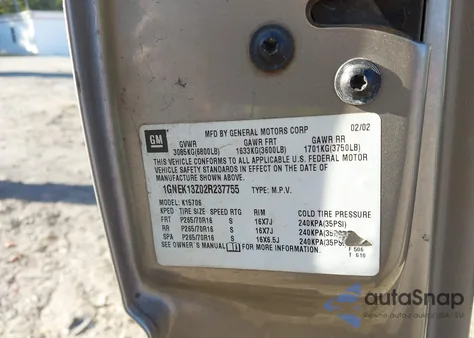 GM
MFD BY GENERAL MOTORS CORP 02/02
GVWR GAWR FRT GAWR RR
3085KG(6800LB) 1633KG(3600LB) 1701KG(3750LB)
THIS VEHICLE CONFORMS TO ALL APPLICABLE U.S. FEDERAL MOTOR
VEHICLE SAFETY STANDARDS IN EFFECT ON THE DATE OF
MANUFACTURE SHOWN ABOVE.
1GNEK13Z02R237755 TYPE: M.P.V.
MODEL: K15706
KPED TIRE SIZE SPEED RTG RIM COLD TIRE PRESSURE
FRT P265/70R16 S 16X7J 240KPA(35PSI)
RR P265/70R16 S 16X7J 240KPA(35PSI)
SPA P265/70R16 S 16X6.5J 240KPA(35PSI)
SEE OWNER'S MANUAL FOR MORE INFORMATION.
F 506
T 610
autoSnap